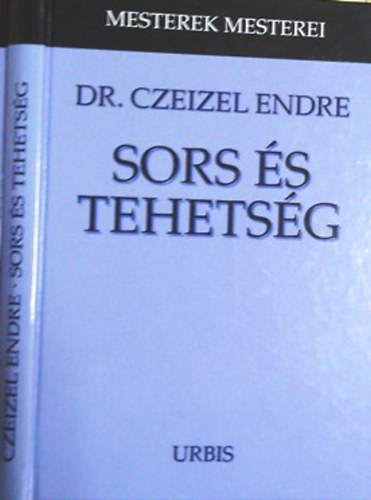 MESTEREK MESTEREI
DR. CZEIZEL ENDRE
SORS ÉS
TEHETSÉG
URBIS
CZEIZEL ENDRE · SORS ÉS TEHETSÉG